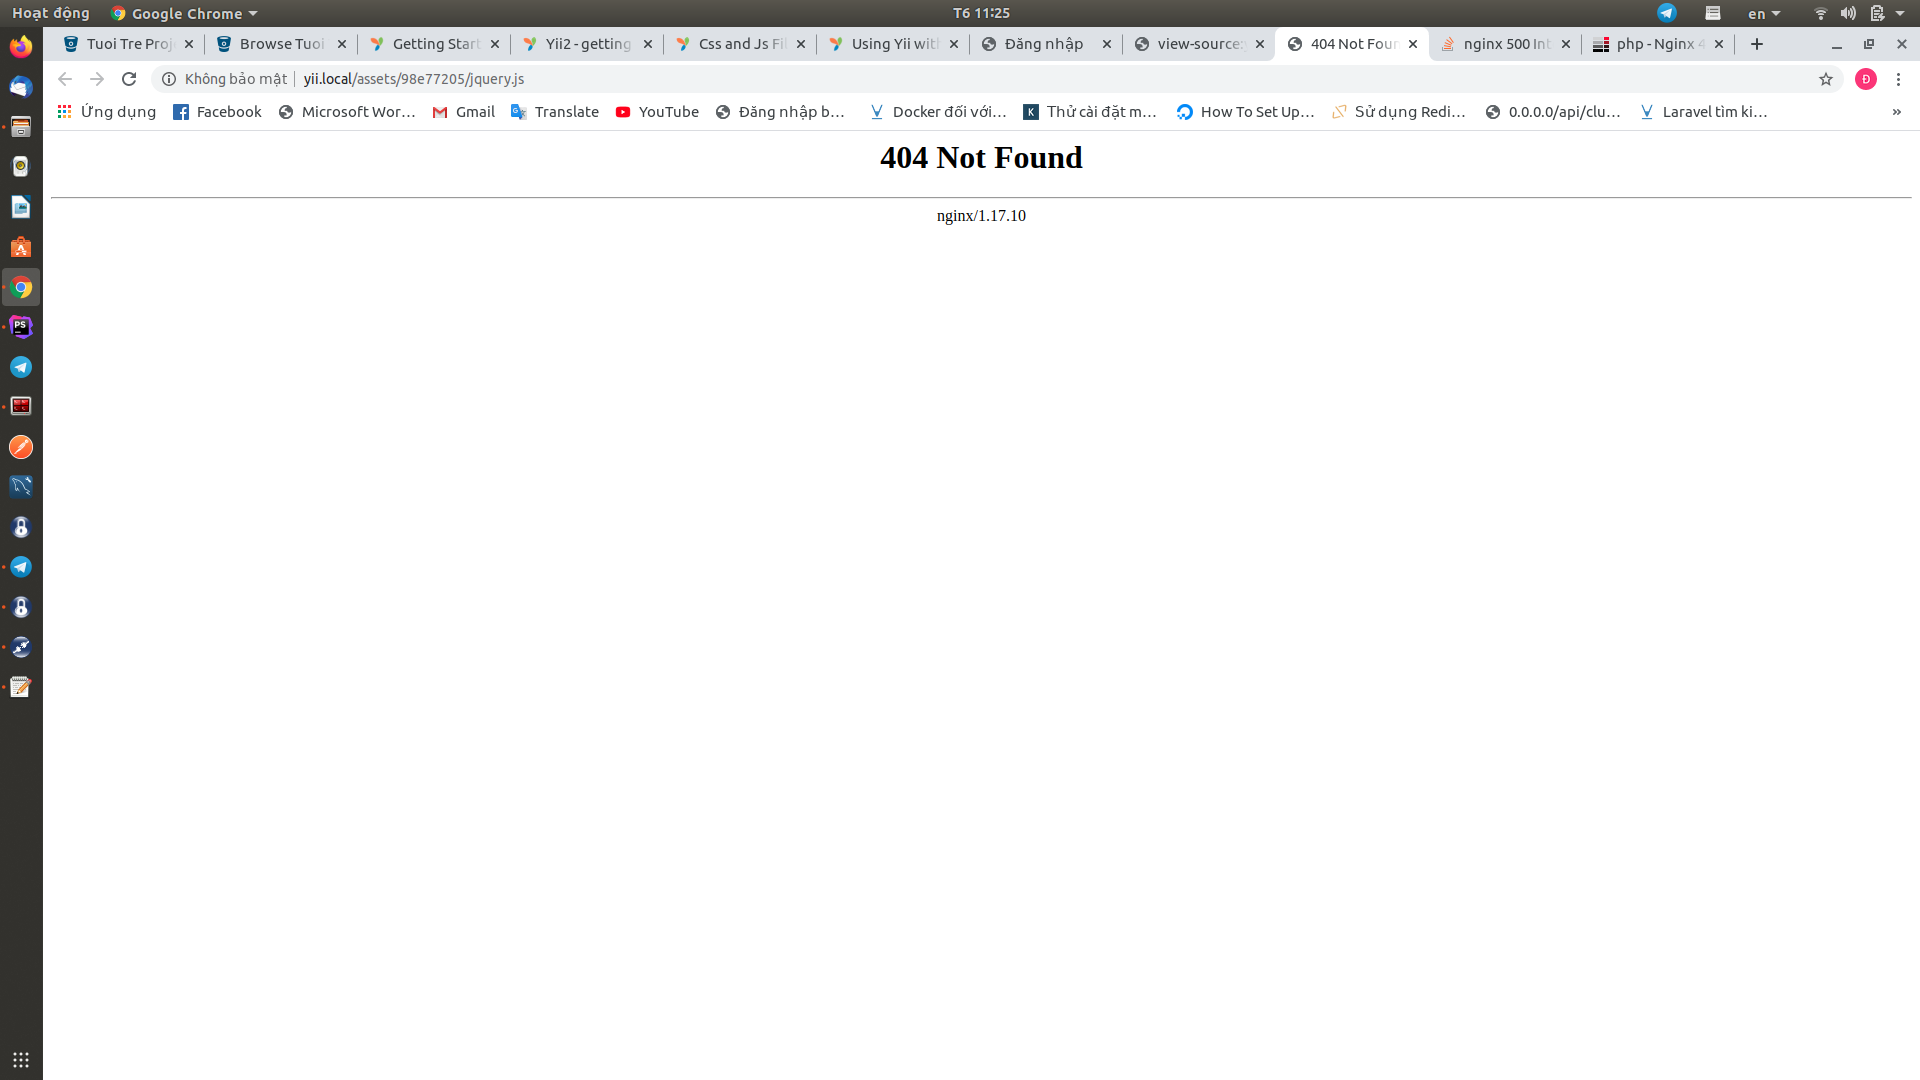 Hoạt động Google Chrome T6 11:25 en
Tuoi Tre Proj Browse Tuoi Getting Start Yii2 - getting Css and Js Fil Using Yii wit Đăng nhập view-source: 404 Not Foun nginx 500 Int php - Nginx 4
Không bảo mật yii.local/assets/98e77205/jquery.js Đ
Ứng dụng Facebook Microsoft Wor… Gmail Translate YouTube Đăng nhập b… Docker đối với… Thử cài đặt m… How To Set Up… Sử dụng Redi… 0.0.0.0/api/clu… Laravel tìm ki… »
404 Not Found
nginx/1.17.10
PS